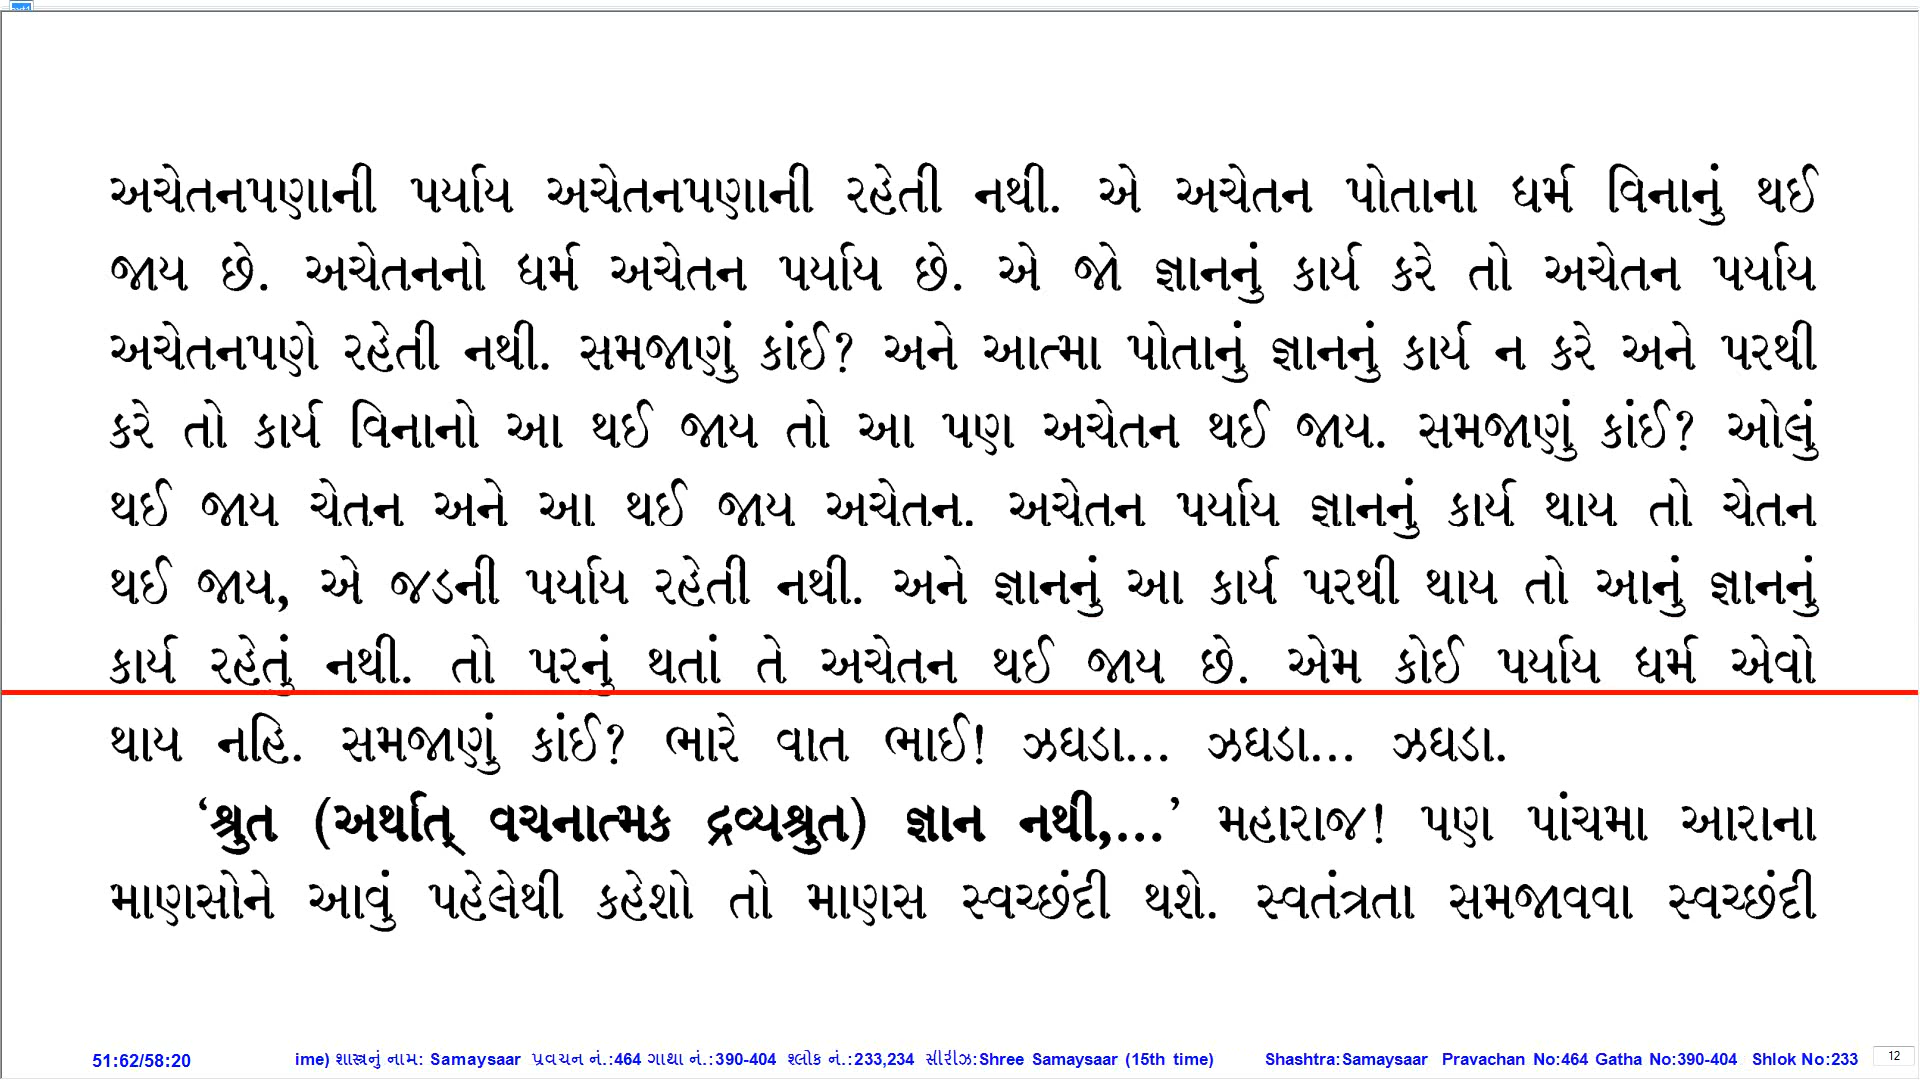 અચેતનપણાની પર્યાય અચેતનપણાની રહેતી નથી. એ અચેતન પોતાના ધર્મ વિનાનું થઈ
જાય છે. અચેતનનો ધર્મ અચેતન પર્યાય છે. એ જો જ્ઞાનનું કાર્ય કરે તો અચેતન પર્યાય
અચેતનપણે રહેતી નથી. સમજાણું કાંઈ? અને આત્મા પોતાનું જ્ઞાનનું કાર્ય ન કરે અને પરથી
કરે તો કાર્ય વિનાનો આ થઈ જાય તો આ પણ અચેતન થઈ જાય. સમજાણું કાંઈ? ઓલું
થઈ જાય ચેતન અને આ થઈ જાય અચેતન. અચેતન પર્યાય જ્ઞાનનું કાર્ય થાય તો ચેતન
થઈ જાય, એ જડની પર્યાય રહેતી નથી. અને જ્ઞાનનું આ કાર્ય પરથી થાય તો આનું જ્ઞાનનું
કાર્ય રહેતું નથી. તો પરનું થતાં તે અચેતન થઈ જાય છે. એમ કોઈ પર્યાય ધર્મ એવો
થાય નહિ. સમજાણું કાંઈ? ભારે વાત ભાઈ! ઝઘડા... ઝઘડા... ઝઘડા.
‘શ્રુત (અર્થાત્ વચનાત્મક દ્રવ્યશ્રુત) જ્ઞાન નથી,...’ મહારાજ! પણ પાંચમા આરાના
માણસોને આવું પહેલેથી કહેશો તો માણસ સ્વચ્છંદી થશે. સ્વતંત્રતા સમજાવવા સ્વચ્છંદી
51:62/58:20 ime) શાસ્ત્રનું નામ: Samaysaar પ્રવચન નં.:464 ગાથા નં.:390-404 શ્લોક નં.:233,234 સીરીઝ:Shree Samaysaar (15th time) Shashtra:Samaysaar Pravachan No:464 Gatha No:390-404 Shlok No:233 12